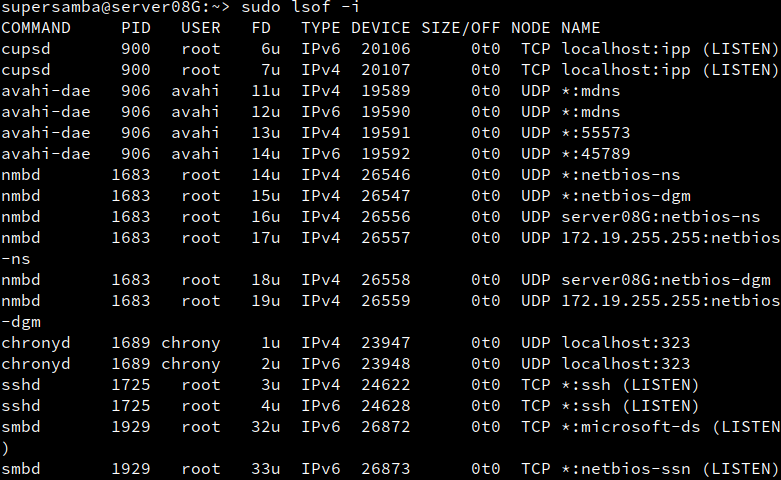 supersamba@server08G:~> sudo lsof -i
COMMAND    PID   USER   FD   TYPE DEVICE SIZE/OFF NODE NAME
cupsd      900   root    6u  IPv6  20106      0t0  TCP localhost:ipp (LISTEN)
cupsd      900   root    7u  IPv4  20107      0t0  TCP localhost:ipp (LISTEN)
avahi-dae  906  avahi   11u  IPv4  19589      0t0  UDP *:mdns
avahi-dae  906  avahi   12u  IPv6  19590      0t0  UDP *:mdns
avahi-dae  906  avahi   13u  IPv4  19591      0t0  UDP *:55573
avahi-dae  906  avahi   14u  IPv6  19592      0t0  UDP *:45789
nmbd      1683   root   14u  IPv4  26546      0t0  UDP *:netbios-ns
nmbd      1683   root   15u  IPv4  26547      0t0  UDP *:netbios-dgm
nmbd      1683   root   16u  IPv4  26556      0t0  UDP server08G:netbios-ns
nmbd      1683   root   17u  IPv4  26557      0t0  UDP 172.19.255.255:netbios
-ns
nmbd      1683   root   18u  IPv4  26558      0t0  UDP server08G:netbios-dgm
nmbd      1683   root   19u  IPv4  26559      0t0  UDP 172.19.255.255:netbios
-dgm
chronyd   1689 chrony    1u  IPv4  23947      0t0  UDP localhost:323
chronyd   1689 chrony    2u  IPv6  23948      0t0  UDP localhost:323
sshd      1725   root    3u  IPv4  24622      0t0  TCP *:ssh (LISTEN)
sshd      1725   root    4u  IPv6  24628      0t0  TCP *:ssh (LISTEN)
smbd      1929   root   32u  IPv6  26872      0t0  TCP *:microsoft-ds (LISTEN
)
smbd      1929   root   33u  IPv6  26873      0t0  TCP *:netbios-ssn (LISTEN)